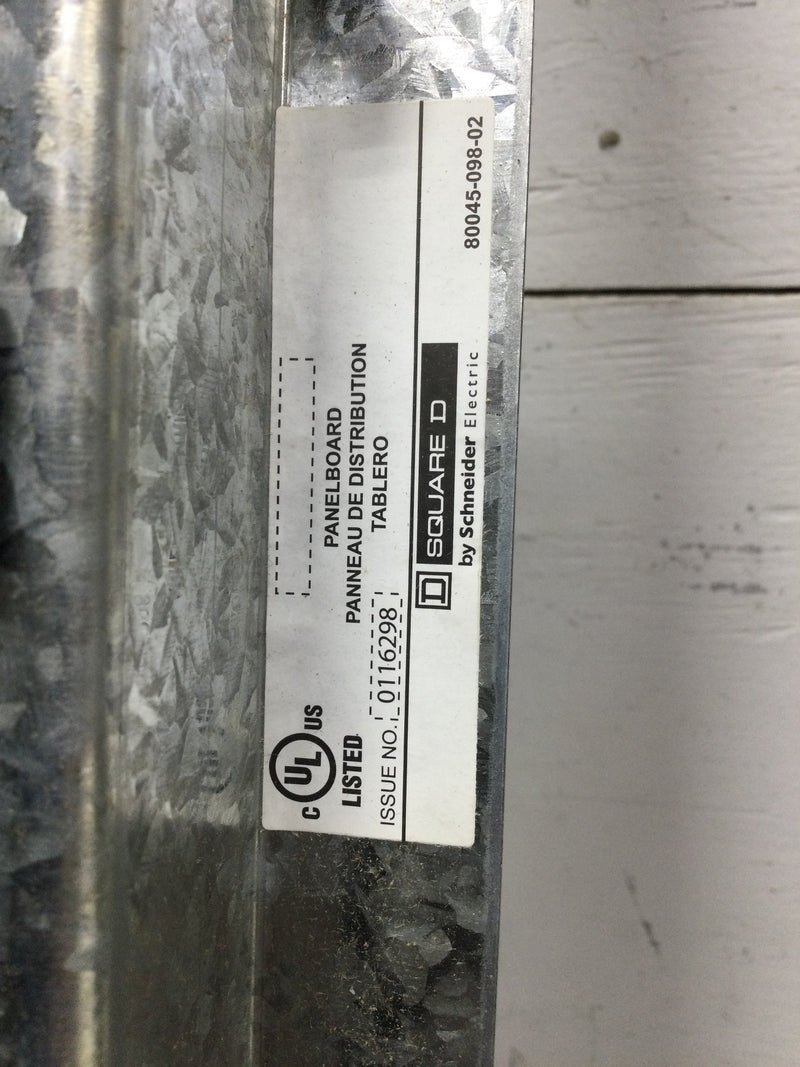 C UL US
LISTED
PANELBOARD
PANNEAU DE DISTRIBUTION
TABLERO
ISSUE NO. 0116298
D SQUARE D
by Schneider Electric
80045-098-02